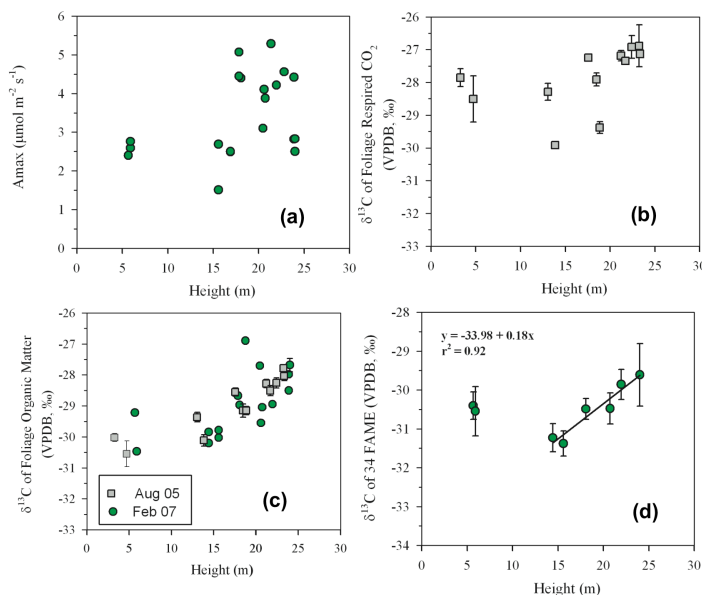 6
5
4
3
2
1
0
Amax (μmol m⁻² s⁻¹)
(a)
0 5 10 15 20 25 30
Height (m)
-26
-27
-28
-29
-30
-31
-32
-33
δ¹³C of Foliage Respired CO₂
(VPDB, ‰)
(b)
0 5 10 15 20 25 30
Height (m)
-26
-27
-28
-29
-30
-31
-32
-33
δ¹³C of Foliage Organic Matter
(VPDB, ‰)
Aug 05
Feb 07
(c)
0 5 10 15 20 25 30
Height (m)
-28
-29
-30
-31
-32
-33
-34
δ¹³C of 34 FAME (VPDB, ‰)
y = -33.98 + 0.18x
r² = 0.92
(d)
0 5 10 15 20 25 30
Height (m)